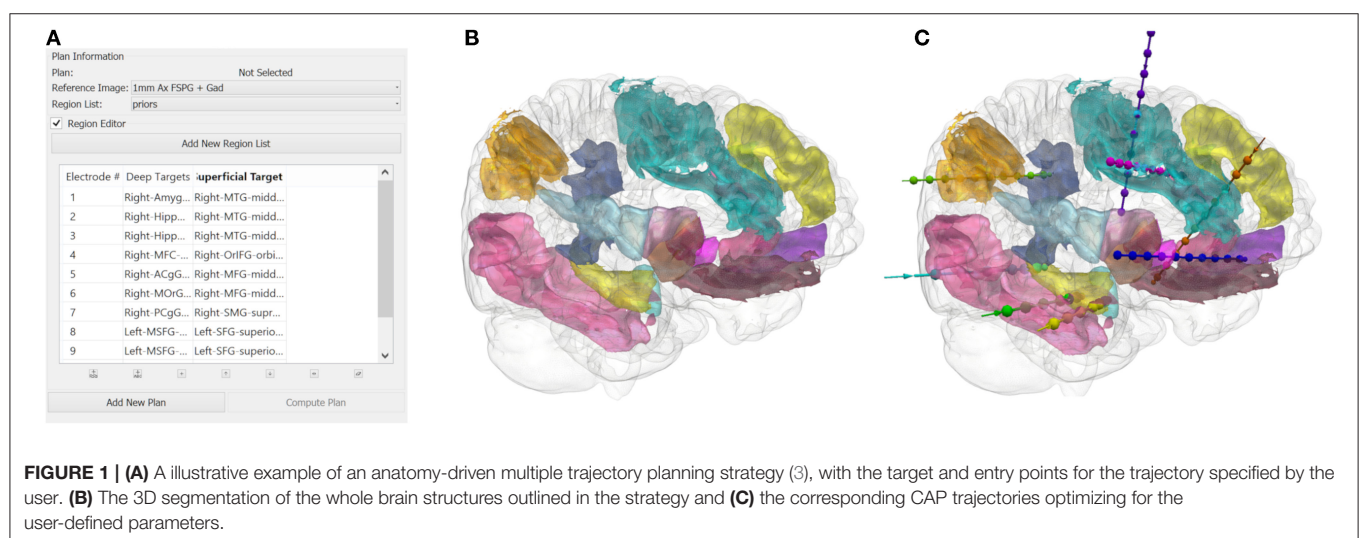 A
B
C
Plan Information
Plan: Not Selected
Reference Image: 1mm Ax FSPG + Gad
Region List: priors
Region Editor
Add New Region List
Electrode # Deep Targets Superficial Target
1 Right-Amyg... Right-MTG-midd...
2 Right-Hipp... Right-MTG-midd...
3 Right-Hipp... Right-MTG-midd...
4 Right-MFC-... Right-OrIFG-orbi...
5 Right-ACgG... Right-MFG-midd...
6 Right-MOrG... Right-MFG-midd...
7 Right-PCgG... Right-SMG-supr...
8 Left-MSFG-... Left-SFG-superio...
9 Left-MSFG-... Left-SFG-superio...
Add New Plan Compute Plan
FIGURE 1 | (A) A illustrative example of an anatomy-driven multiple trajectory planning strategy (3), with the target and entry points for the trajectory specified by the
user. (B) The 3D segmentation of the whole brain structures outlined in the strategy and (C) the corresponding CAP trajectories optimizing for the
user-defined parameters.